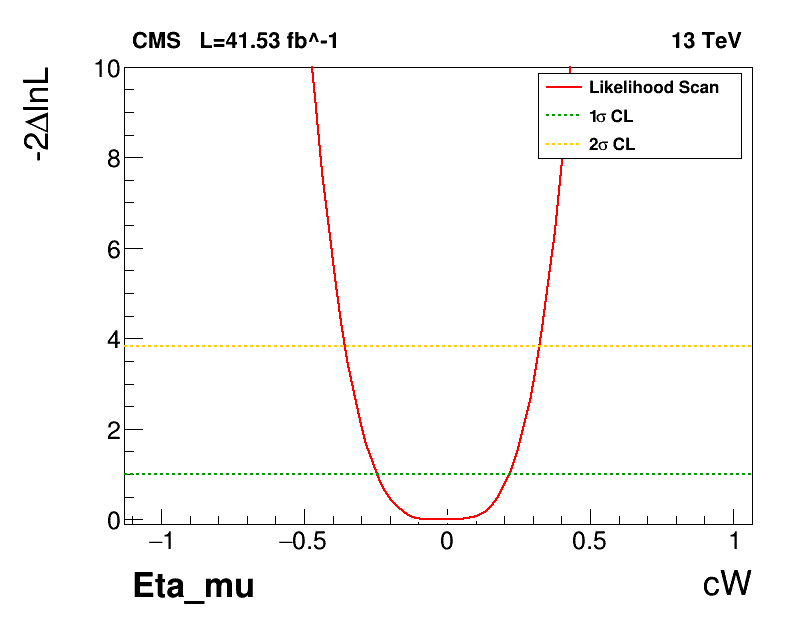 CMS L=41.53 fb^-1
13 TeV
-2ΔlnL
10
8
6
4
2
0
Likelihood Scan
1σ CL
2σ CL
−1 −0.5 0 0.5 1
Eta_mu
cW